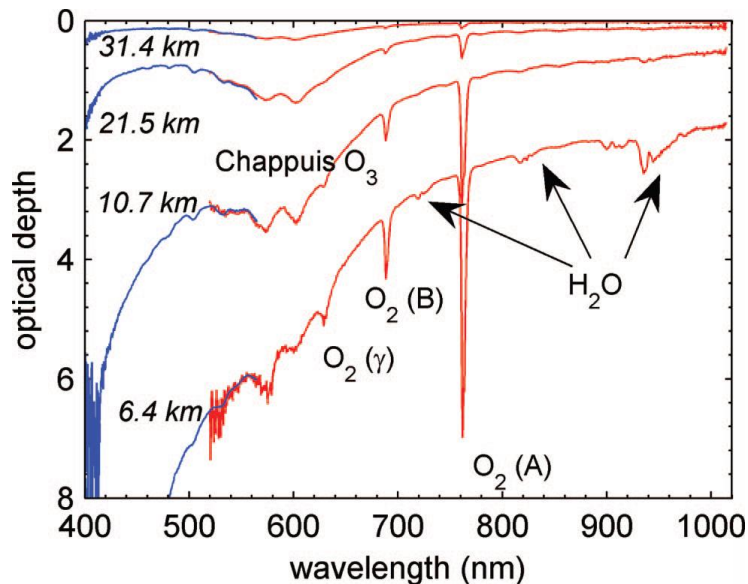 0
2
4
6
8
optical depth
31.4 km
21.5 km
10.7 km
6.4 km
Chappuis O₃
O₂ (γ)
O₂ (B)
O₂ (A)
H₂O
400 500 600 700 800 900 1000
wavelength (nm)